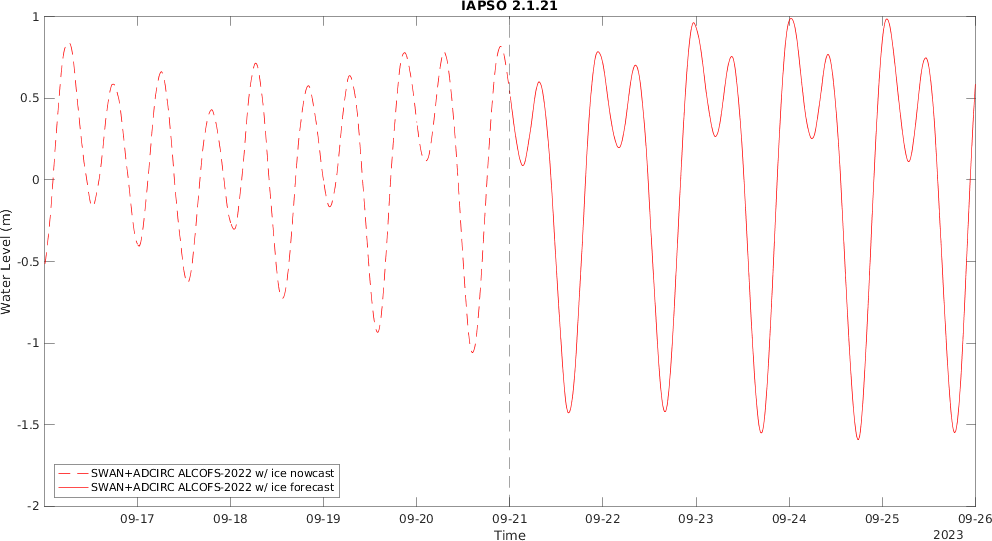 IAPSO 2.1.21
1
0.5
0
-0.5
-1
-1.5
-2
Water Level (m)
SWAN+ADCIRC ALCOFS-2022 w/ ice nowcast
SWAN+ADCIRC ALCOFS-2022 w/ ice forecast
09-17 09-18 09-19 09-20 09-21 09-22 09-23 09-24 09-25 09-26
Time
2023